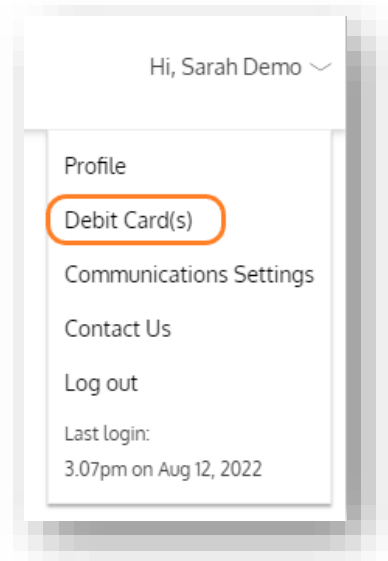 Hi, Sarah Demo
Profile
Debit Card(s)
Communications Settings
Contact Us
Log out
Last login:
3.07pm on Aug 12, 2022